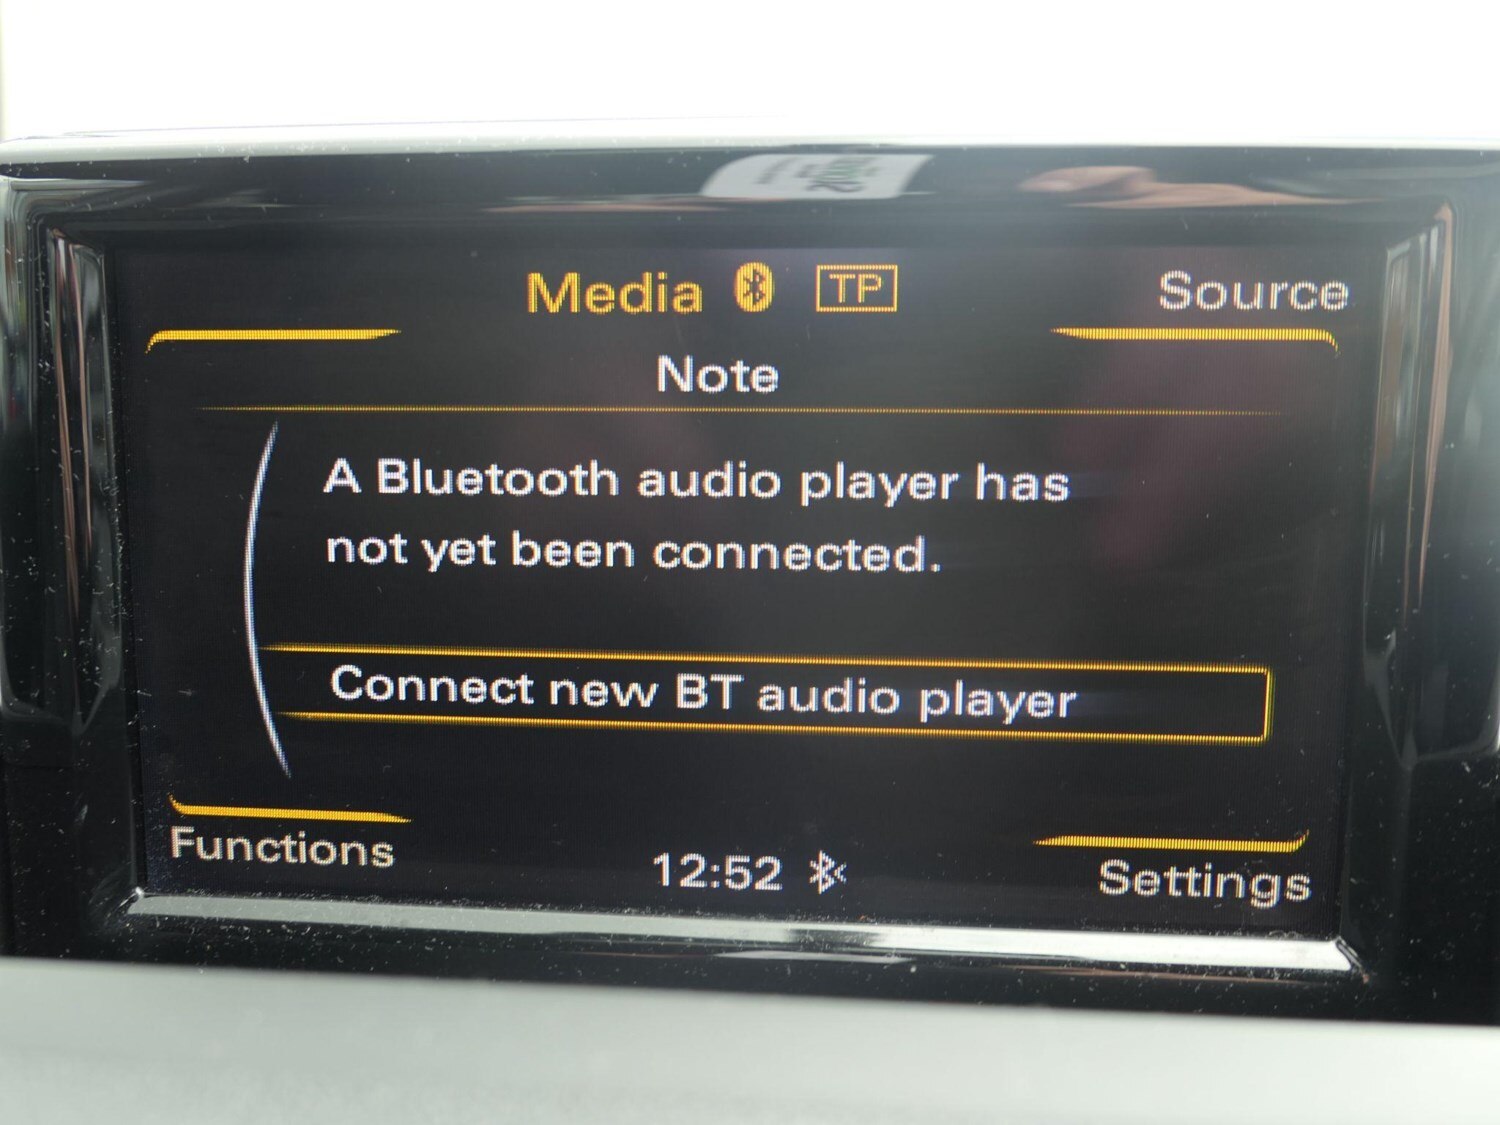 Media TP Source
Note
A Bluetooth audio player has
not yet been connected.
Connect new BT audio player
Functions 12:52 Settings